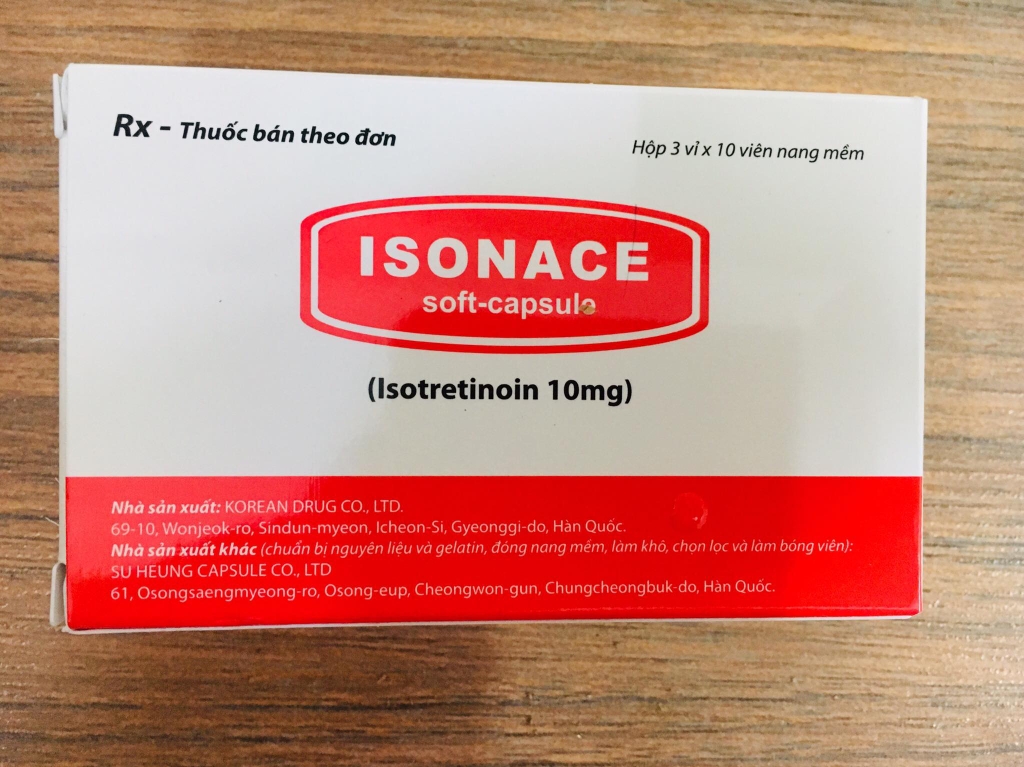 Rx - Thuốc bán theo đơn
Hộp 3 vỉ x 10 viên nang mềm
ISONACE
soft-capsule
(Isotretinoin 10mg)
Nhà sản xuất: KOREAN DRUG CO., LTD.
69-10, Wonjeok-ro, Sindun-myeon, Icheon-Si, Gyeonggi-do, Hàn Quốc.
Nhà sản xuất khác (chuẩn bị nguyên liệu và gelatin, đóng nang mềm, làm khô, chọn lọc và làm bóng viên):
SU HEUNG CAPSULE CO., LTD
61, Osongsaengmyeong-ro, Osong-eup, Cheongwon-gun, Chungcheongbuk-do, Hàn Quốc.